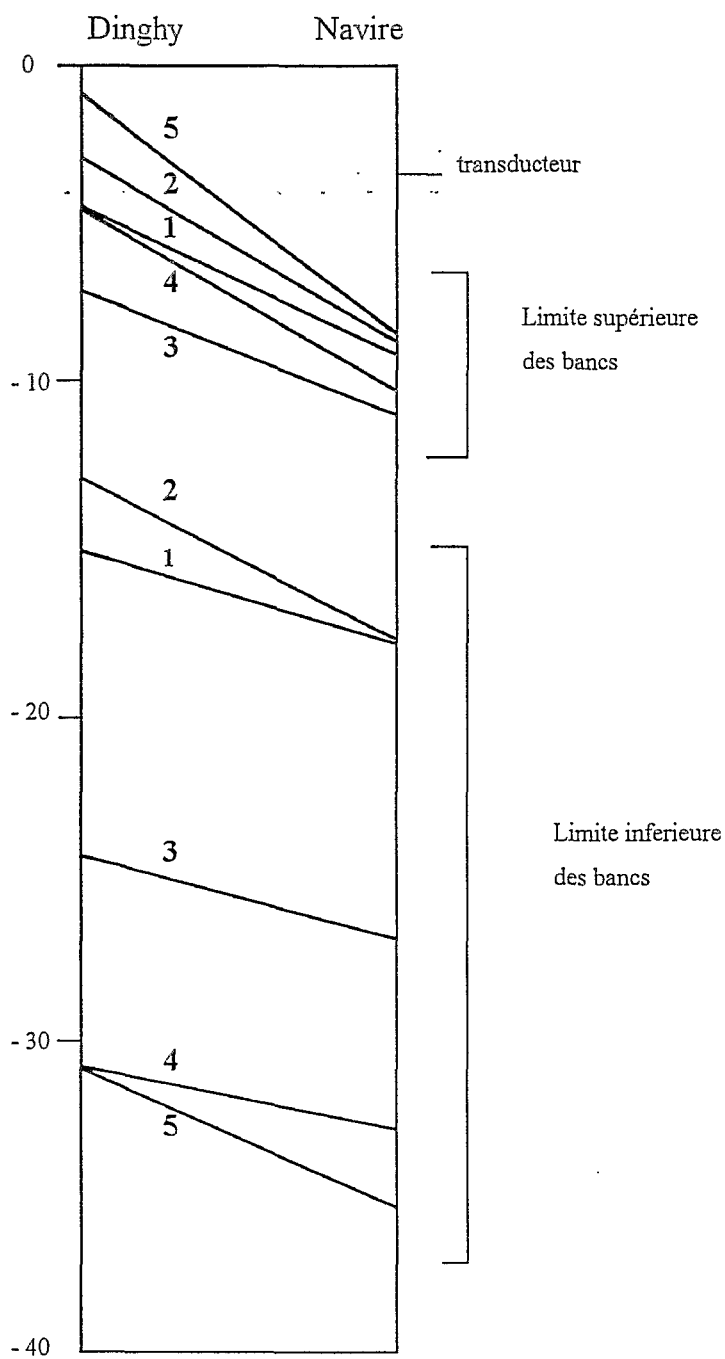 Dinghy Navire
0
5
transducteur
2
1
4
Limite supérieure
3
des bancs
- 10
2
1
- 20
Limite inferieure
3
des bancs
- 30
4
5
- 40